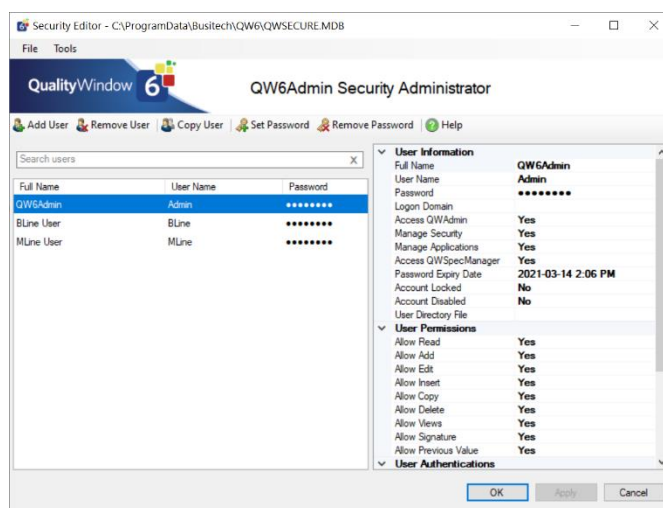 Security Editor - C:\ProgramData\Busitech\QW6\QWSECURE.MDB
File Tools
QualityWindow 6
QW6Admin Security Administrator
Add User Remove User Copy User Set Password Remove Password Help
Search users X
Full Name User Name Password
QW6Admin Admin ●●●●●●●●
BLine User BLine ●●●●●●●●
MLine User MLine ●●●●●●●●
User Information
Full Name QW6Admin
User Name Admin
Password ●●●●●●●●
Logon Domain
Access QWAdmin Yes
Manage Security Yes
Manage Applications Yes
Access QWSpecManager Yes
Password Expiry Date 2021-03-14 2:06 PM
Account Locked No
Account Disabled No
User Directory File
User Permissions
Allow Read Yes
Allow Add Yes
Allow Edit Yes
Allow Insert Yes
Allow Copy Yes
Allow Delete Yes
Allow Views Yes
Allow Signature Yes
Allow Previous Value Yes
User Authentications
OK Apply Cancel